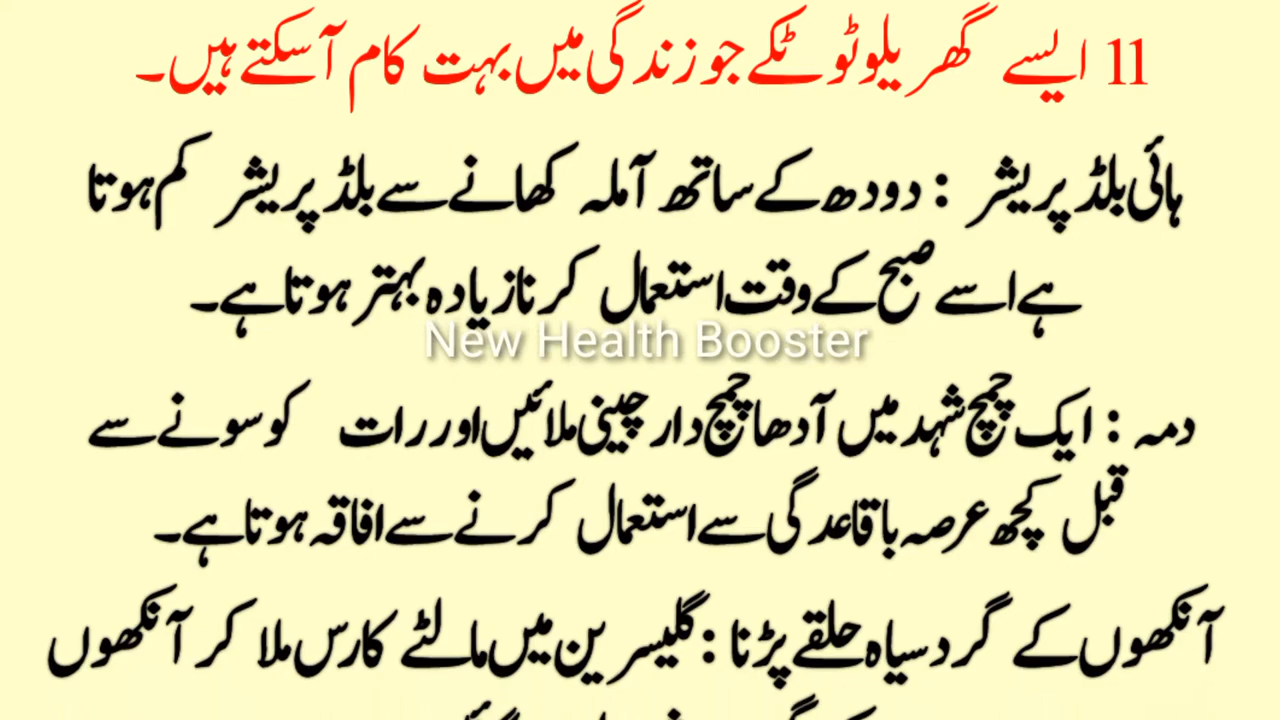 11 ایسے گھریلو ٹوٹکے جو زندگی میں بہت کام آسکتے ہیں۔
ہائی بلڈ پریشر : دودھ کے ساتھ آملہ کھانے سے بلڈ پریشر کم ہوتا
ہے اسے صبح کے وقت استعمال کرنا زیادہ بہتر ہوتا ہے۔
New Health Booster
دمہ : ایک چمچ شہد میں آدھا چمچ دار چینی ملائیں اور رات کو سونے سے
قبل کچھ عرصہ باقاعدگی سے استعمال کرنے سے افاقہ ہوتا ہے۔
آنکھوں کے گرد سیاہ حلقے پڑنا : گلیسرین میں مالٹے کا رس ملا کر آنکھوں